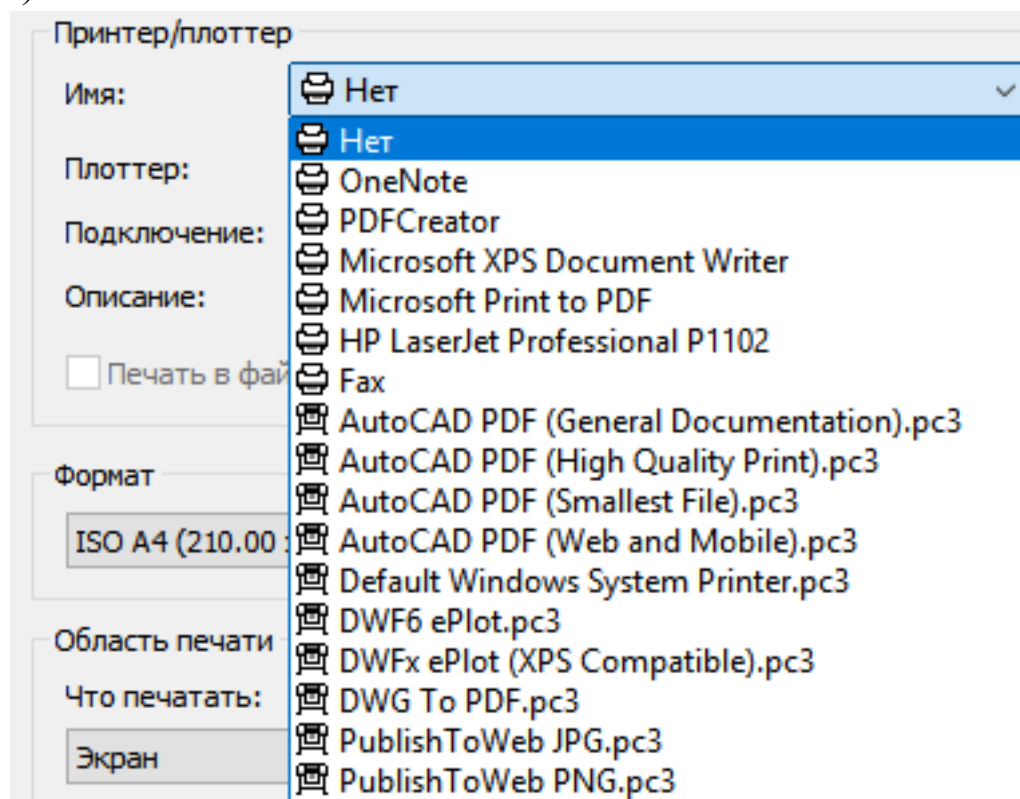 )
Принтер/плоттер
Имя:
Нет
Нет
Плоттер:
OneNote
PDFCreator
Подключение:
Microsoft XPS Document Writer
Описание:
Microsoft Print to PDF
HP LaserJet Professional P1102
Печать в фай
Fax
AutoCAD PDF (General Documentation).pc3
Формат
AutoCAD PDF (High Quality Print).pc3
AutoCAD PDF (Smallest File).pc3
ISO A4 (210.00
AutoCAD PDF (Web and Mobile).pc3
Default Windows System Printer.pc3
DWF6 ePlot.pc3
Область печати
DWFx ePlot (XPS Compatible).pc3
Что печатать:
DWG To PDF.pc3
PublishToWeb JPG.pc3
Экран
PublishToWeb PNG.pc3